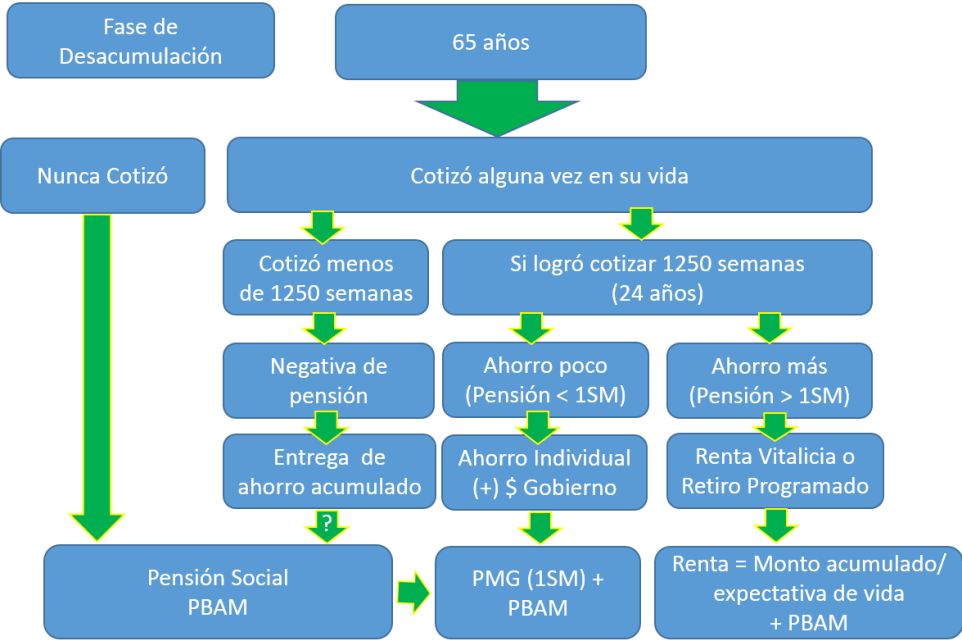 Fase de
Desacumulación
65 años
Nunca Cotizó
Cotizó alguna vez en su vida
Cotizó menos
de 1250 semanas
Si logró cotizar 1250 semanas
(24 años)
Negativa de
pensión
Ahorro poco
(Pensión < 1SM)
Ahorro más
(Pensión > 1SM)
Entrega de
ahorro acumulado
Ahorro Individual
(+) $ Gobierno
Renta Vitalicia o
Retiro Programado
?
Pensión Social
PBAM
PMG (1SM) +
PBAM
Renta = Monto acumulado/
expectativa de vida
+ PBAM